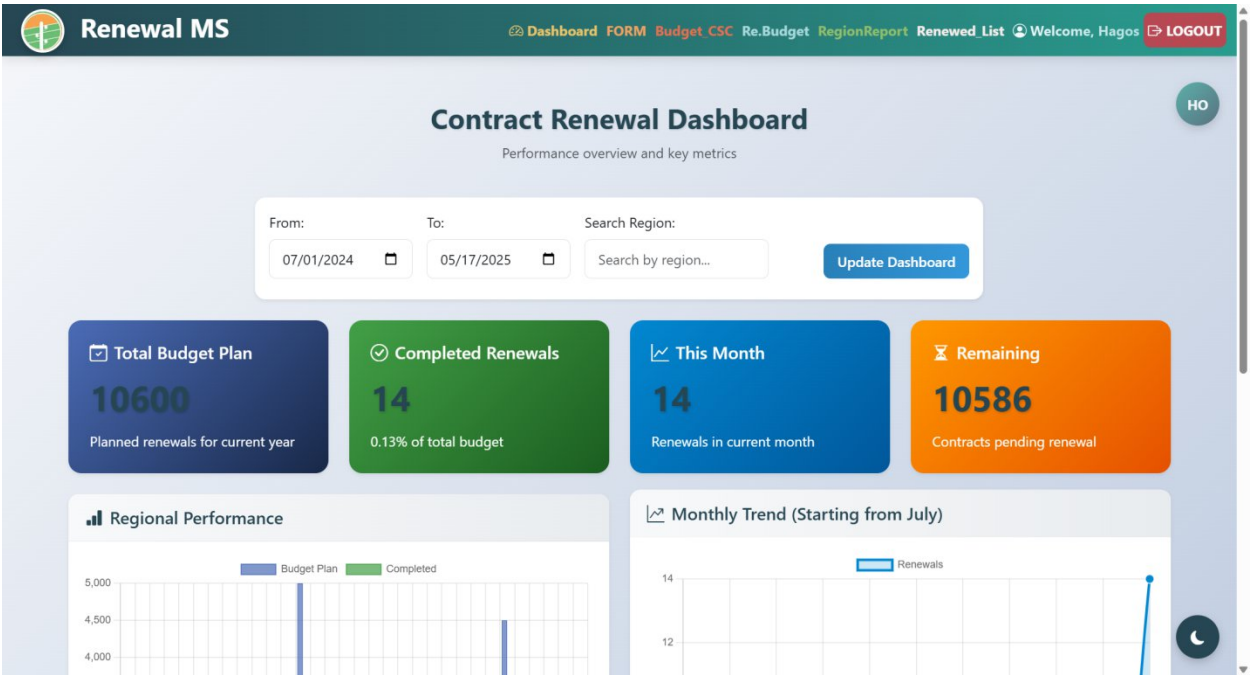 Renewal MS
Dashboard FORM Budget_CSC Re.Budget RegionReport Renewed_List Welcome, Hagos LOGOUT
HO
Contract Renewal Dashboard
Performance overview and key metrics
From: To: Search Region:
07/01/2024 05/17/2025 Search by region... Update Dashboard
Total Budget Plan
10600
Planned renewals for current year
Completed Renewals
14
0.13% of total budget
This Month
14
Renewals in current month
Remaining
10586
Contracts pending renewal
Regional Performance
Budget Plan Completed
5,000
4,500
4,000
Monthly Trend (Starting from July)
Renewals
14
12